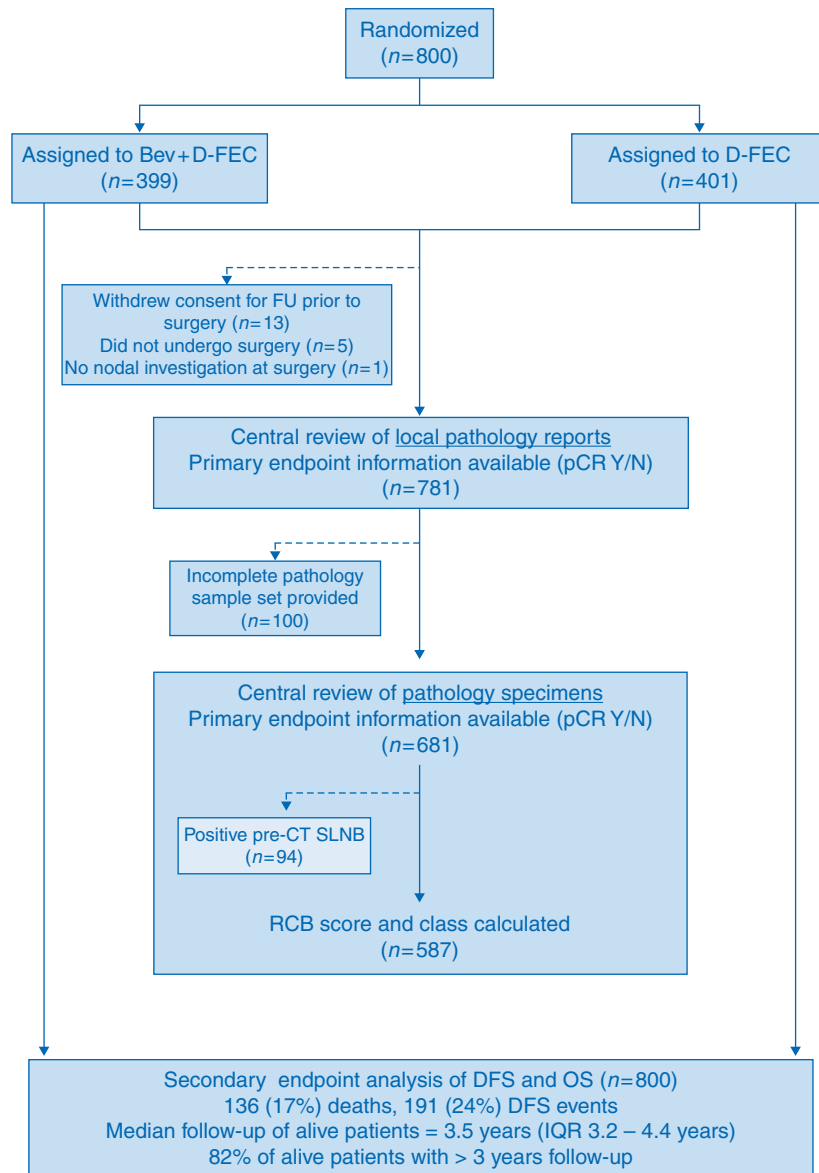 Randomized
(n=800)
Assigned to Bev+D-FEC
(n=399)
Assigned to D-FEC
(n=401)
Withdrew consent for FU prior to
surgery (n=13)
Did not undergo surgery (n=5)
No nodal investigation at surgery (n=1)
Central review of local pathology reports
Primary endpoint information available (pCR Y/N)
(n=781)
Incomplete pathology
sample set provided
(n=100)
Central review of pathology specimens
Primary endpoint information available (pCR Y/N)
(n=681)
Positive pre-CT SLNB
(n=94)
RCB score and class calculated
(n=587)
Secondary endpoint analysis of DFS and OS (n=800)
136 (17%) deaths, 191 (24%) DFS events
Median follow-up of alive patients = 3.5 years (IQR 3.2 – 4.4 years)
82% of alive patients with > 3 years follow-up